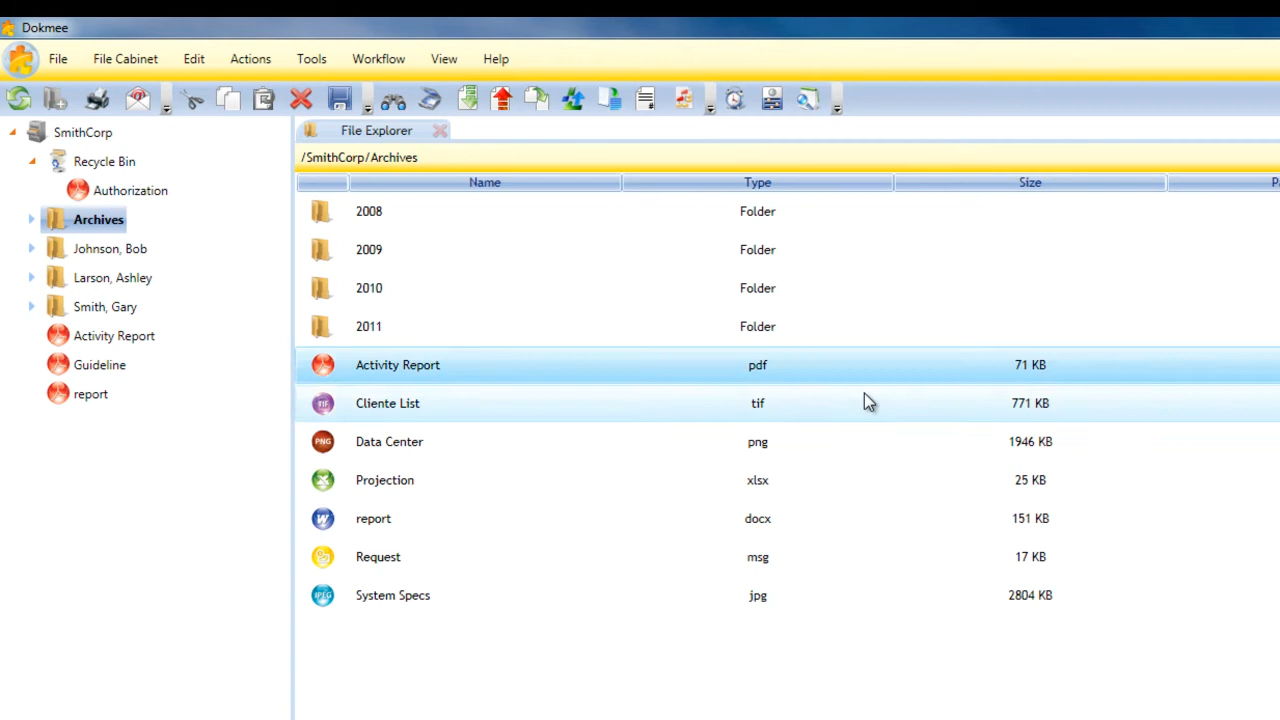 Dokmee
File File Cabinet Edit Actions Tools Workflow View Help
SmithCorp
Recycle Bin
Authorization
Archives
Johnson, Bob
Larson, Ashley
Smith, Gary
Activity Report
Guideline
report
File Explorer
/SmithCorp/Archives
Name Type Size
2008 Folder
2009 Folder
2010 Folder
2011 Folder
Activity Report pdf 71 KB
TIF Cliente List tif 771 KB
PNG Data Center png 1946 KB
Projection xlsx 25 KB
W report docx 151 KB
Request msg 17 KB
JPEG System Specs jpg 2804 KB